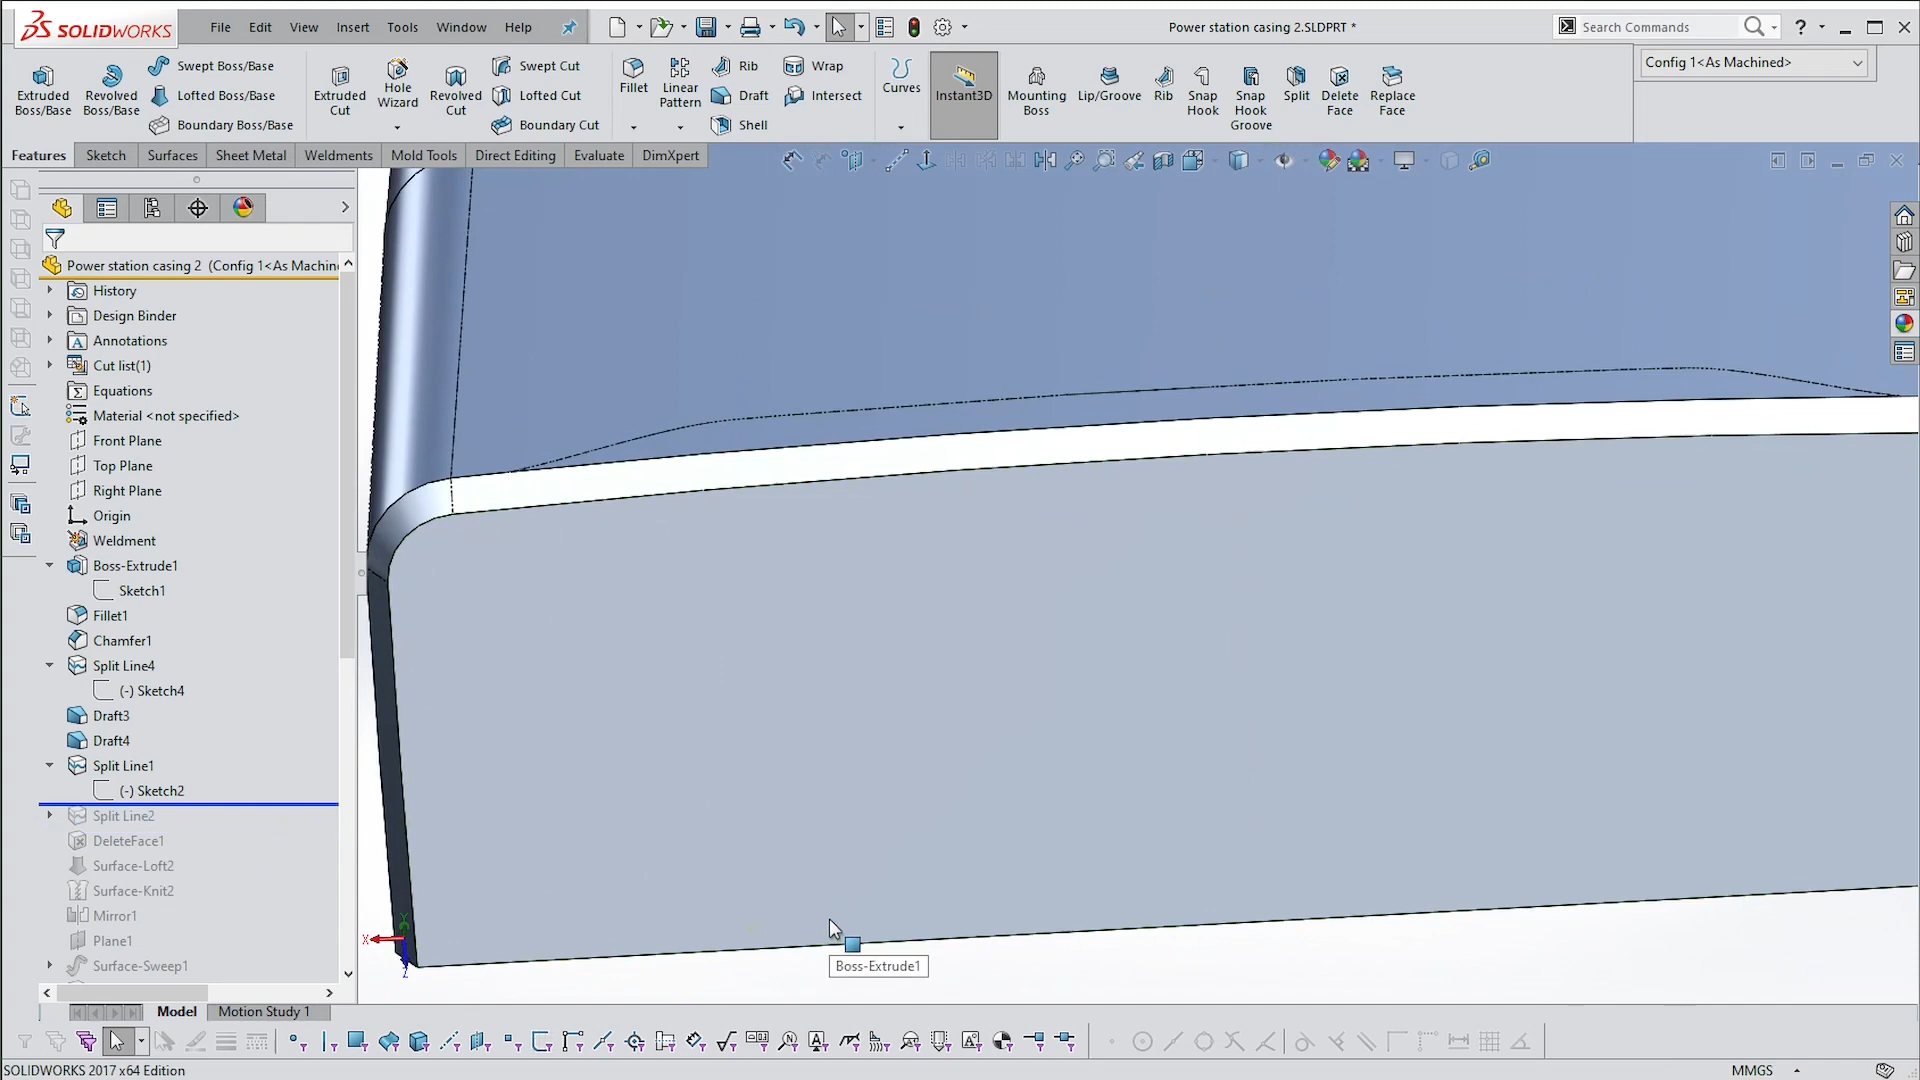 SOLIDWORKS
File Edit View Insert Tools Window Help
Power station casing 2.SLDPRT *
Search Commands
?
Extruded Boss/Base
Revolved Boss/Base
Swept Boss/Base
Lofted Boss/Base
Boundary Boss/Base
Extruded Cut
Hole Wizard
Revolved Cut
Swept Cut
Lofted Cut
Boundary Cut
Fillet
Linear Pattern
Rib
Draft
Shell
Wrap
Intersect
Curves
Instant3D
Mounting Boss
Lip/Groove
Rib
Snap Hook
Snap Hook Groove
Split
Delete Face
Replace Face
Config 1<As Machined>
Features Sketch Surfaces Sheet Metal Weldments Mold Tools Direct Editing Evaluate DimXpert
Power station casing 2 (Config 1<As Machin
History
Design Binder
Annotations
Cut list(1)
Equations
Material <not specified>
Front Plane
Top Plane
Right Plane
Origin
Weldment
Boss-Extrude1
Sketch1
Fillet1
Chamfer1
Split Line4
(-) Sketch4
Draft3
Draft4
Split Line1
(-) Sketch2
Split Line2
DeleteFace1
Surface-Loft2
Surface-Knit2
Mirror1
Plane1
Surface-Sweep1
Y
X
Z
Boss-Extrude1
Model Motion Study 1
SOLIDWORKS 2017 x64 Edition
MMGS